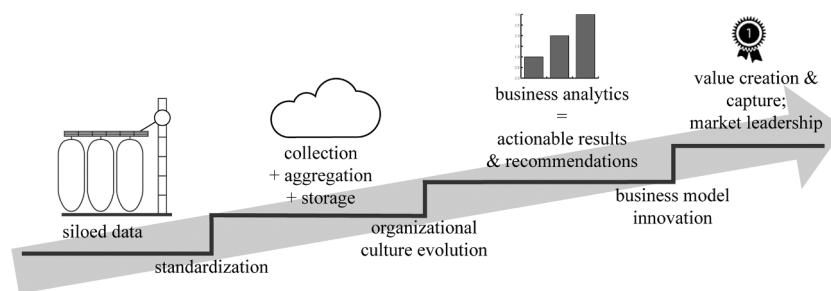 siloed data
standardization
collection
+ aggregation
+ storage
organizational
culture evolution
business analytics
=
actionable results
& recommendations
business model
innovation
1
value creation &
capture;
market leadership